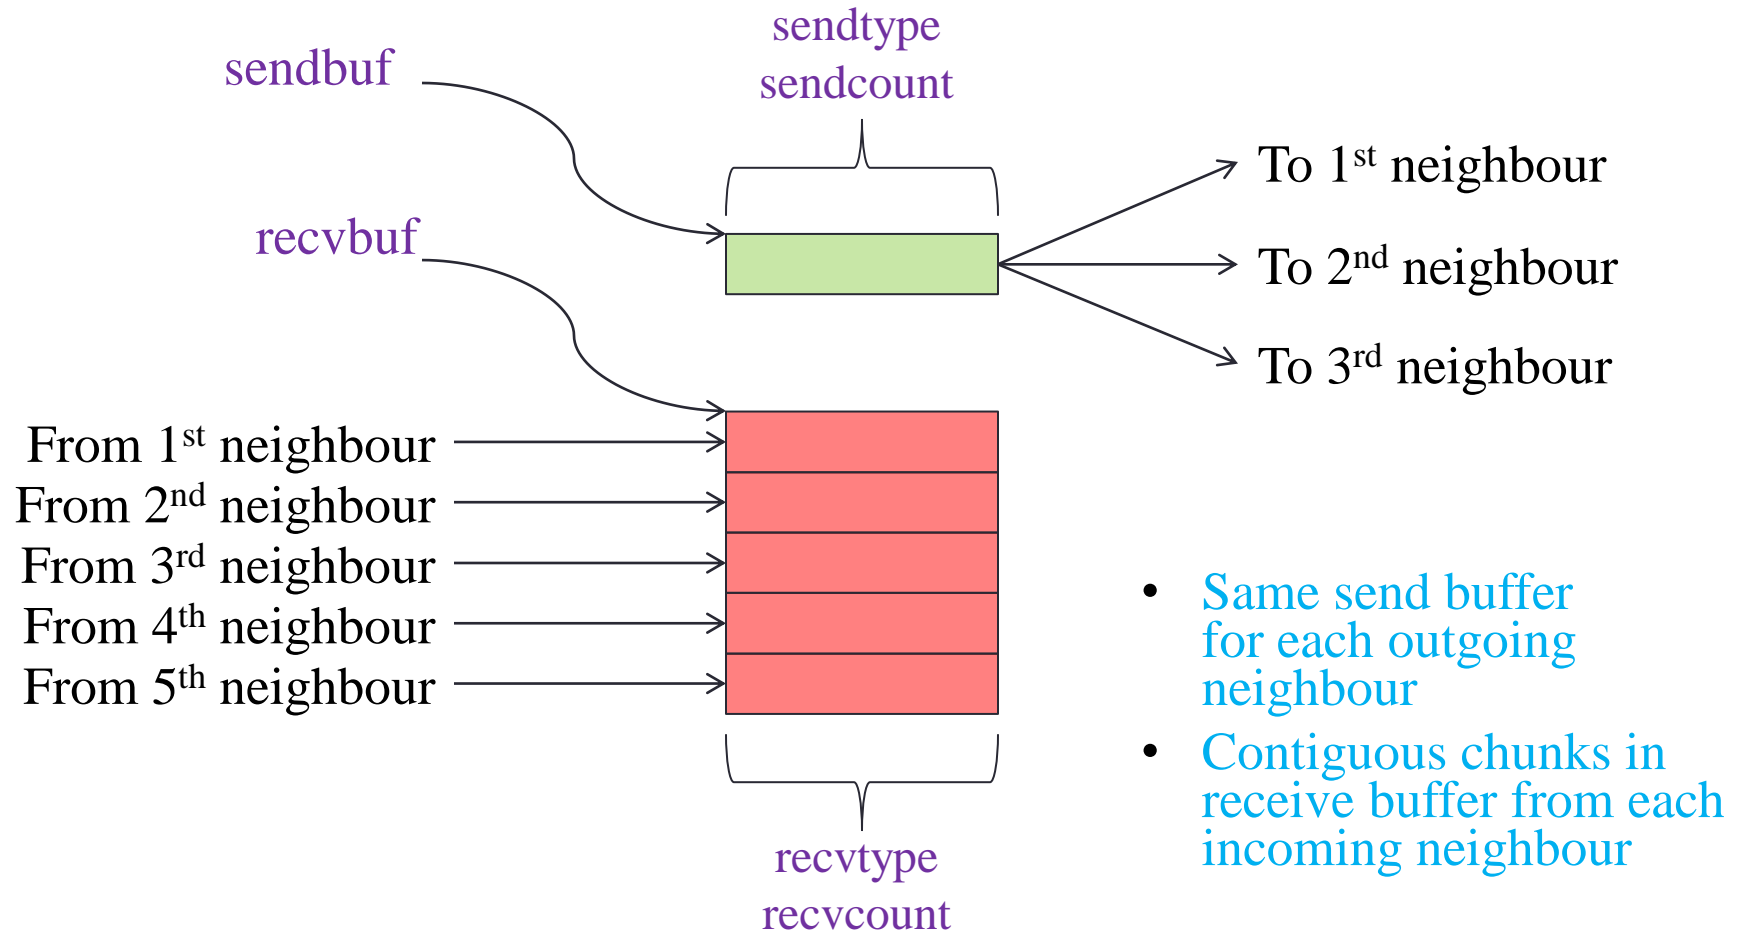 sendtype
sendcount
sendbuf
To 1st neighbour
recvbuf
To 2nd neighbour
To 3rd neighbour
From 1st neighbour
From 2nd neighbour
From 3rd neighbour
From 4th neighbour
From 5th neighbour
• Same send buffer
for each outgoing
neighbour
• Contiguous chunks in
receive buffer from each
incoming neighbour
recvtype
recvcount